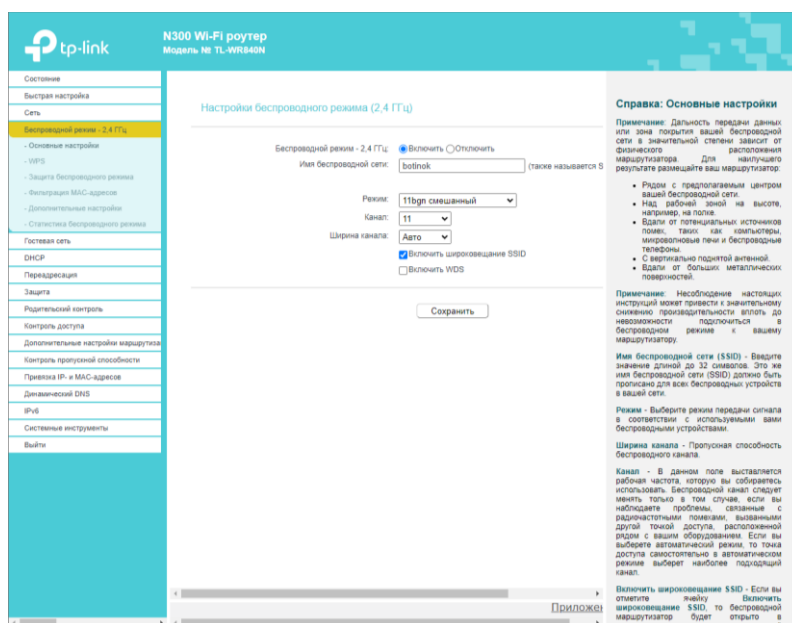 tp-link
N300 Wi-Fi роутер
Модель № TL-WR840N
Состояние
Быстрая настройка
Сеть
Беспроводной режим - 2,4 ГГц
- Основные настройки
- WPS
- Защита беспроводного режима
- Фильтрация MAC-адресов
- Дополнительные настройки
- Статистика беспроводного режима
Гостевая сеть
DHCP
Переадресация
Защита
Родительский контроль
Контроль доступа
Дополнительные настройки маршрутиза
Контроль пропускной способности
Привязка IP- и MAC-адресов
Динамический DNS
IPv6
Системные инструменты
Выйти
Настройки беспроводного режима (2,4 ГГц)
Беспроводной режим - 2,4 ГГц: Включить Отключить
Имя беспроводной сети: botinok (также называется S
Режим: 11bgn смешанный
Канал: 11
Ширина канала: Авто
Включить широковещание SSID
Включить WDS
Сохранить
Приложен
Справка: Основные настройки
Примечание: Дальность передачи данных
или зона покрытия вашей беспроводной
сети в значительной степени зависит от
физического расположения
маршрутизатора. Для наилучшего
результате размещайте ваш маршрутизатор:
Рядом с предполагаемым центром
вашей беспроводной сети.
Над рабочей зоной на высоте,
например, на полке.
Вдали от потенциальных источников
помех, таких как компьютеры,
микроволновые печи и беспроводные
телефоны.
С вертикально поднятой антенной.
Вдали от больших металлических
поверхностей.
Примечание: Несоблюдение настоящих
инструкций может привести к значительному
снижению производительности вплоть до
невозможности подключиться в
беспроводном режиме к вашему
маршрутизатору.
Имя беспроводной сети (SSID) - Введите
значение длиной до 32 символов. Это же
имя беспроводной сети (SSID) должно быть
прописано для всех беспроводных устройств
в вашей сети.
Режим - Выберите режим передачи сигнала
в соответствии с используемыми вами
беспроводными устройствами.
Ширина канала - Пропускная способность
беспроводного канала.
Канал - В данном поле выставляется
рабочая частота, которую вы собираетесь
использовать. Беспроводной канал следует
менять только в том случае, если вы
наблюдаете проблемы, связанные с
радиочастотными помехами, вызванными
другой точкой доступа, расположенной
рядом с вашим оборудованием. Если вы
выберете автоматический режим, то точка
доступа самостоятельно в автоматическом
режиме выберет наиболее подходящий
канал.
Включить широковещание SSID - Если вы
отметите ячейку Включить
широковещание SSID, то беспроводной
маршрутизатор будет открыто в